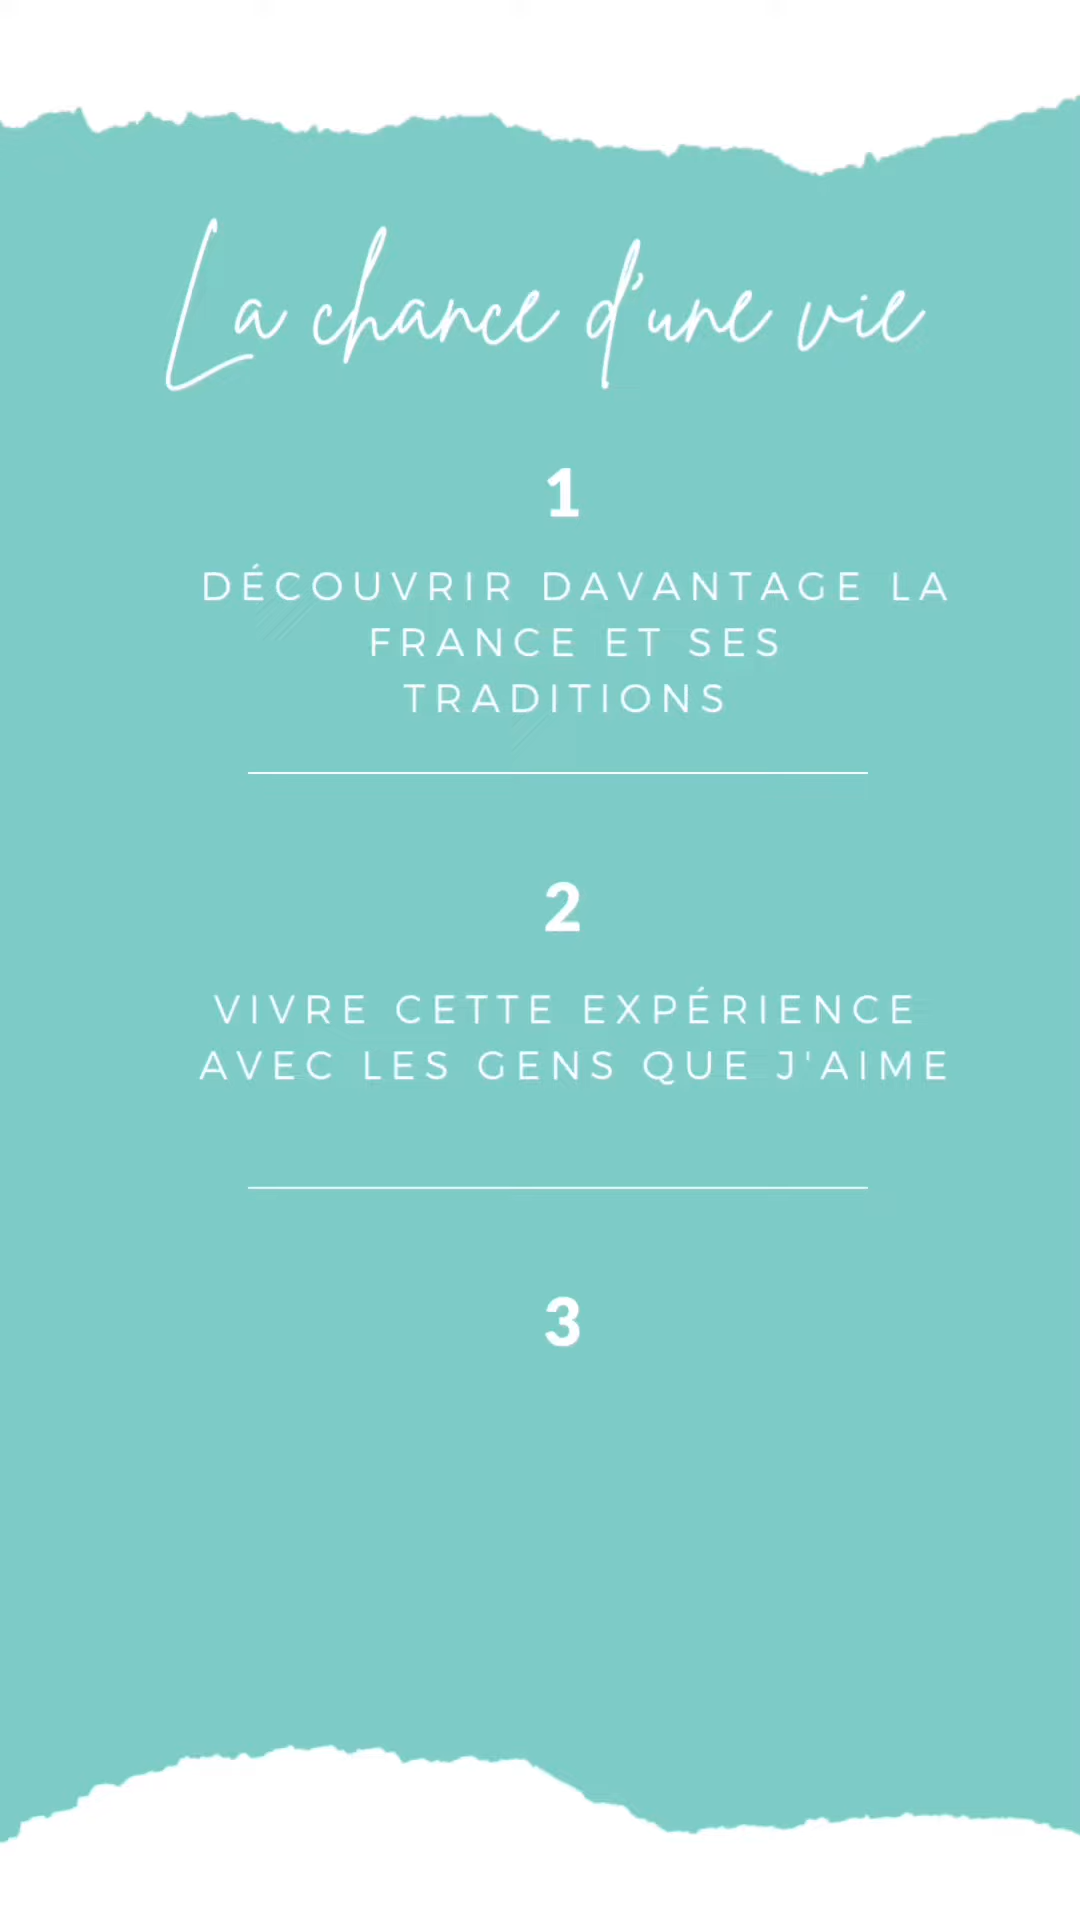 La chance d'une vie
1
DÉCOUVRIR DAVANTAGE LA
FRANCE ET SES
TRADITIONS
2
VIVRE CETTE EXPÉRIENCE
AVEC LES GENS QUE J'AIME
3